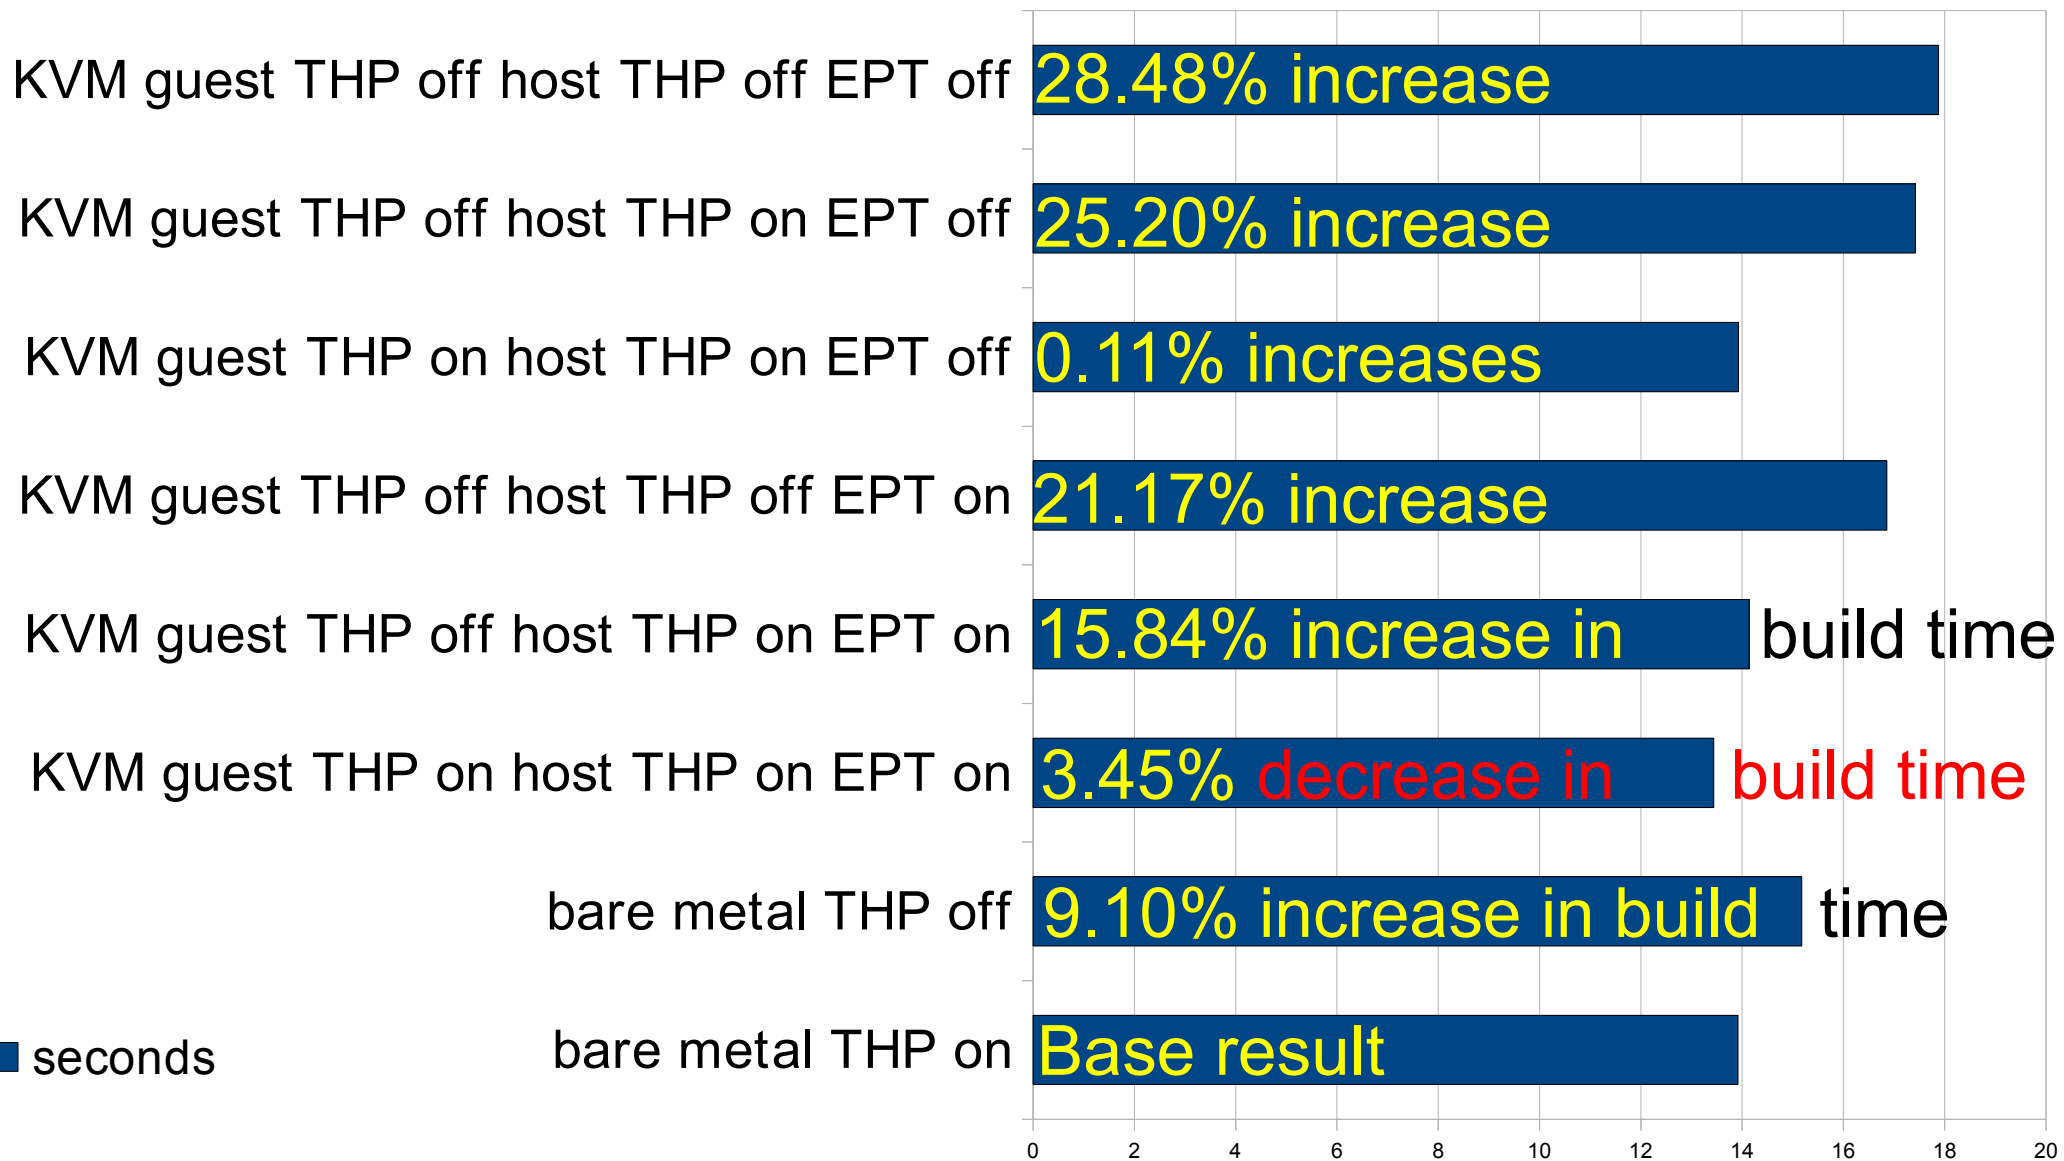 KVM guest THP off host THP off EPT off 28.48% increase
KVM guest THP off host THP on EPT off 25.20% increase
KVM guest THP on host THP on EPT off 0.11% increases
KVM guest THP off host THP off EPT on 21.17% increase
KVM guest THP off host THP on EPT on 15.84% increase in build time
KVM guest THP on host THP on EPT on 3.45% decrease in build time
bare metal THP off 9.10% increase in build time
seconds bare metal THP on Base result
0 2 4 6 8 10 12 14 16 18 20